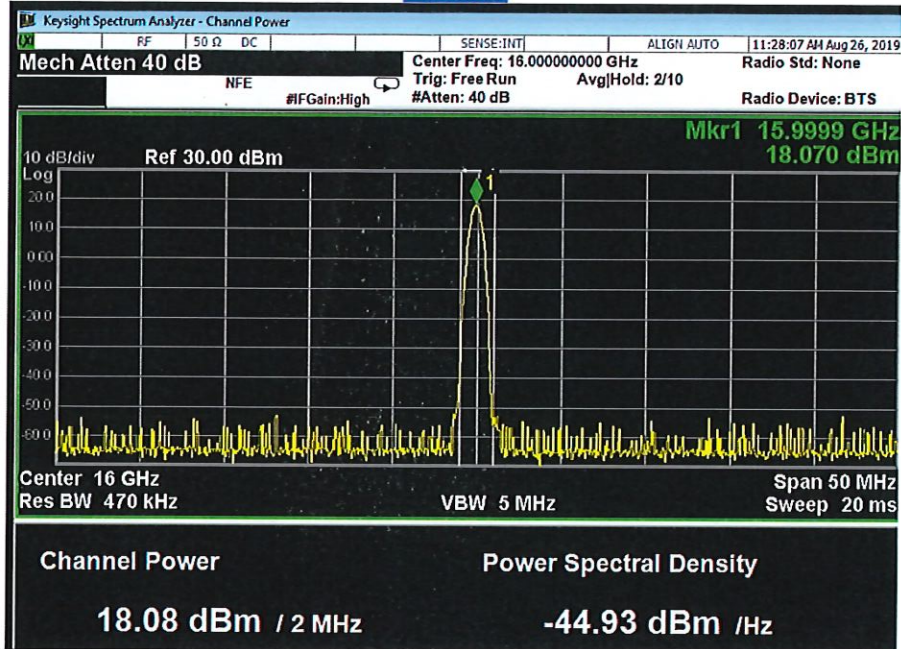 Keysight Spectrum Analyzer - Channel Power
RF 50 Ω DC SENSE:INT ALIGN AUTO 11:28:07 AM Aug 26, 2019
Mech Atten 40 dB
Center Freq: 16.000000000 GHz Radio Std: None
NFE Trig: Free Run Avg|Hold: 2/10
#IFGain:High #Atten: 40 dB Radio Device: BTS
Mkr1 15.9999 GHz
18.070 dBm
10 dB/div Ref 30.00 dBm
Log
1
20.0
10.0
0.00
-10.0
-20.0
-30.0
-40.0
-50.0
-60.0
Center 16 GHz Span 50 MHz
Res BW 470 kHz VBW 5 MHz Sweep 20 ms
Channel Power Power Spectral Density
18.08 dBm / 2 MHz -44.93 dBm /Hz